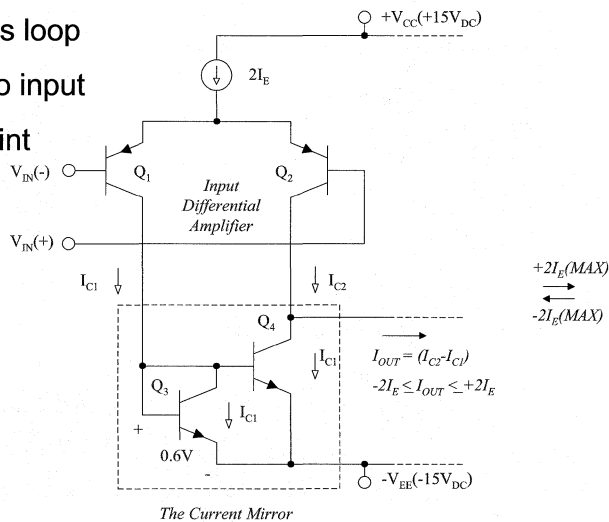 s loop
o input
int
+V_CC(+15V_DC)
2I_E
V_IN(-)
Q_1
Q_2
Input
Differential
Amplifier
V_IN(+)
I_C1
I_C2
+2I_E(MAX)
-2I_E(MAX)
Q_4
I_C1
I_OUT = (I_C2-I_C1)
-2I_E ≤ I_OUT ≤ +2I_E
Q_3
I_C1
+
0.6V
-
-V_EE(-15V_DC)
The Current Mirror